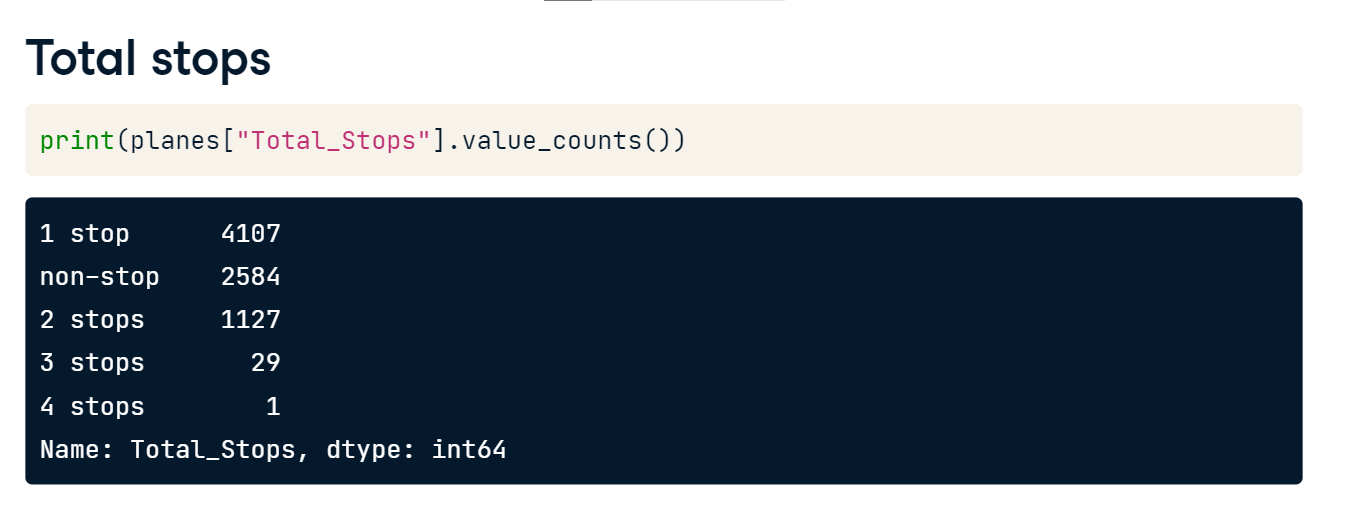 Total stops
print(planes["Total_Stops"].value_counts())
1 stop      4107
non-stop    2584
2 stops     1127
3 stops       29
4 stops        1
Name: Total_Stops, dtype: int64